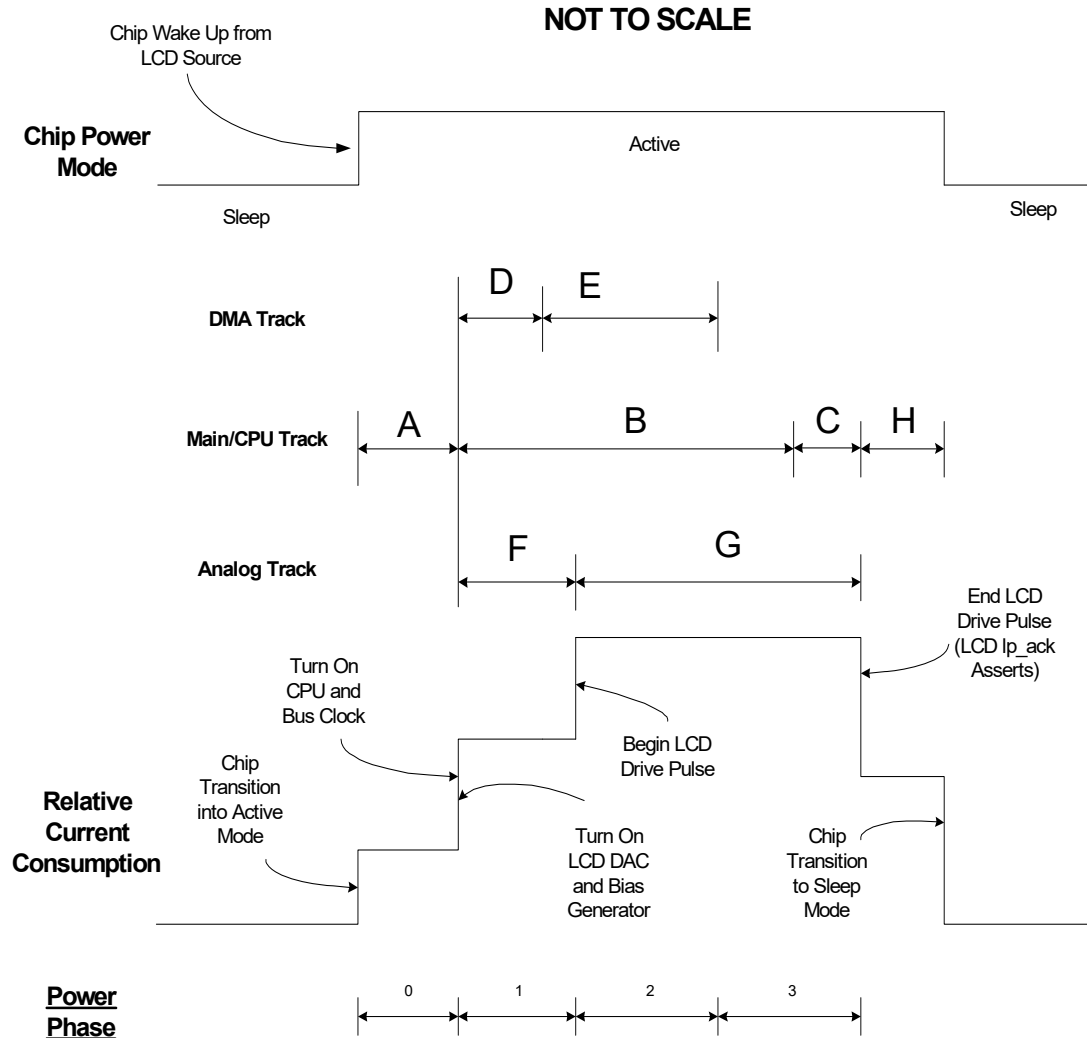 NOT TO SCALE
Chip Wake Up from
LCD Source
Chip Power
Mode
Active
Sleep
Sleep
D
E
DMA Track
A
B
C
H
Main/CPU Track
F
G
Analog Track
End LCD
Drive Pulse
(LCD lp_ack
Asserts)
Turn On
CPU and
Bus Clock
Begin LCD
Drive Pulse
Chip
Transition
into Active
Mode
Relative
Current
Consumption
Turn On
LCD DAC
and Bias
Generator
Chip
Transition
to Sleep
Mode
Power
Phase
0
1
2
3